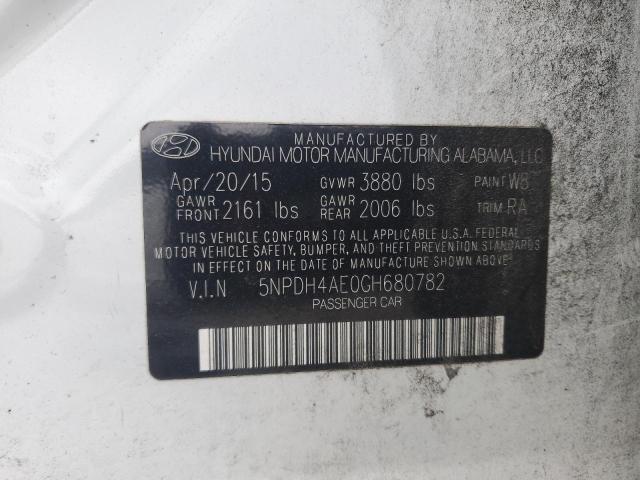 MANUFACTURED BY
HYUNDAI MOTOR MANUFACTURING ALABAMA, LLC
Apr/20/15 GVWR 3880 lbs PAINT W8
GAWR FRONT 2161 lbs GAWR REAR 2006 lbs TRIM RA
THIS VEHICLE CONFORMS TO ALL APPLICABLE U.S.A. FEDERAL
MOTOR VEHICLE SAFETY, BUMPER, AND THEFT PREVENTION STANDARDS
IN EFFECT ON THE DATE OF MANUFACTURE SHOWN ABOVE.
V.I.N 5NPDH4AE0GH680782
PASSENGER CAR